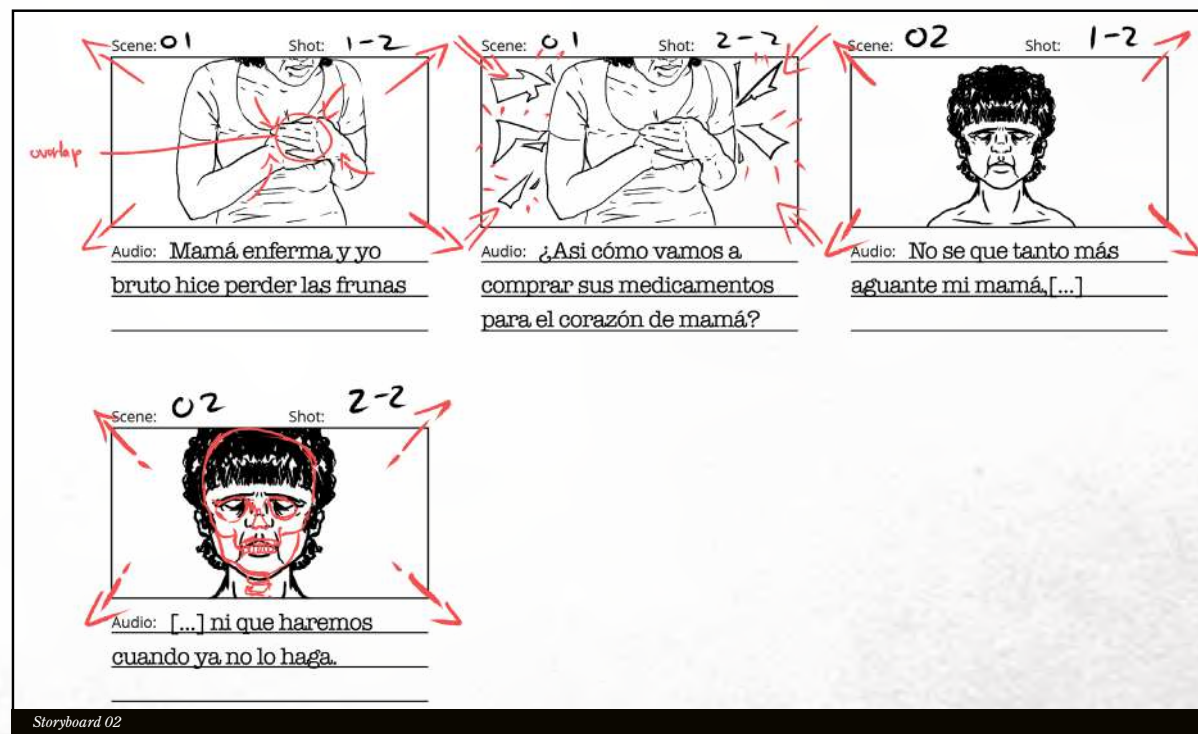 Scene: 01 Shot: 1-2
Scene: 01 Shot: 2-2
Scene: 02 Shot: 1-2
overlap
Audio: Mamá enferma y yo
bruto hice perder las frunas
Audio: ¿Asi cómo vamos a
comprar sus medicamentos
para el corazón de mamá?
Audio: No se que tanto más
aguante mi mamá,[...]
Scene: 02 Shot: 2-2
Audio: [...] ni que haremos
cuando ya no lo haga.
Storyboard 02